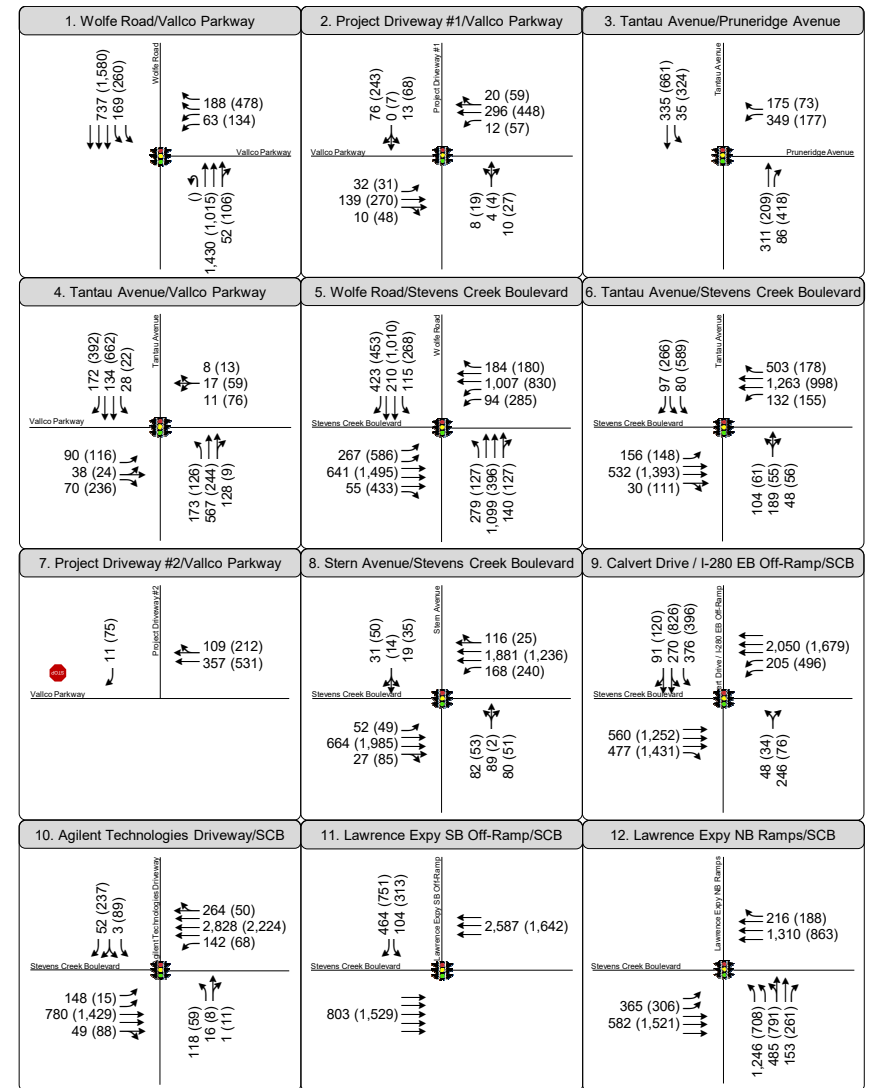 1. Wolfe Road/Vallco Parkway
737 (1,580)
169 (260)
Wolfe Road
188 (478)
63 (134)
Vallco Parkway
()
1,430 (1,015)
52 (106)
2. Project Driveway #1/Vallco Parkway
76 (243)
0 (7)
13 (68)
Project Driveway #1
20 (59)
296 (448)
12 (57)
Vallco Parkway
32 (31)
139 (270)
10 (48)
8 (19)
4 (4)
10 (27)
3. Tantau Avenue/Pruneridge Avenue
335 (661)
35 (324)
Tantau Avenue
175 (73)
349 (177)
Pruneridge Avenue
311 (209)
86 (418)
4. Tantau Avenue/Vallco Parkway
172 (392)
134 (662)
28 (22)
Tantau Avenue
8 (13)
17 (59)
11 (76)
Vallco Parkway
90 (116)
38 (24)
70 (236)
173 (126)
567 (244)
128 (9)
5. Wolfe Road/Stevens Creek Boulevard
423 (453)
210 (1,010)
115 (268)
Wolfe Road
184 (180)
1,007 (830)
94 (285)
Stevens Creek Boulevard
267 (586)
641 (1,495)
55 (433)
279 (127)
1,099 (396)
140 (127)
6. Tantau Avenue/Stevens Creek Boulevard
97 (266)
80 (589)
Tantau Avenue
503 (178)
1,263 (998)
132 (155)
Stevens Creek Boulevard
156 (148)
532 (1,393)
30 (111)
104 (61)
189 (55)
48 (56)
7. Project Driveway #2/Vallco Parkway
11 (75)
Project Driveway #2
109 (212)
357 (531)
STOP
Vallco Parkway
8. Stern Avenue/Stevens Creek Boulevard
31 (50)
(14)
19 (35)
Stern Avenue
116 (25)
1,881 (1,236)
168 (240)
Stevens Creek Boulevard
52 (49)
664 (1,985)
27 (85)
82 (53)
89 (2)
80 (51)
9. Calvert Drive / I-280 EB Off-Ramp/SCB
91 (120)
270 (826)
376 (396)
ert Drive / I-280 EB Off-Ramp
2,050 (1,679)
205 (496)
Stevens Creek Boulevard
560 (1,252)
477 (1,431)
48 (34)
246 (76)
10. Agilent Technologies Driveway/SCB
52 (237)
3 (89)
gilent Technologies Driveway
264 (50)
2,828 (2,224)
142 (68)
Stevens Creek Boulevard
148 (15)
780 (1,429)
49 (88)
118 (59)
16 (8)
1 (11)
11. Lawrence Expy SB Off-Ramp/SCB
464 (751)
104 (313)
awrence Expy SB Off-Ramp
2,587 (1,642)
Stevens Creek Boulevard
803 (1,529)
12. Lawrence Expy NB Ramps/SCB
Lawrence Expy NB Ramps
216 (188)
1,310 (863)
Stevens Creek Boulevard
365 (306)
582 (1,521)
1,246 (708)
485 (791)
153 (261)